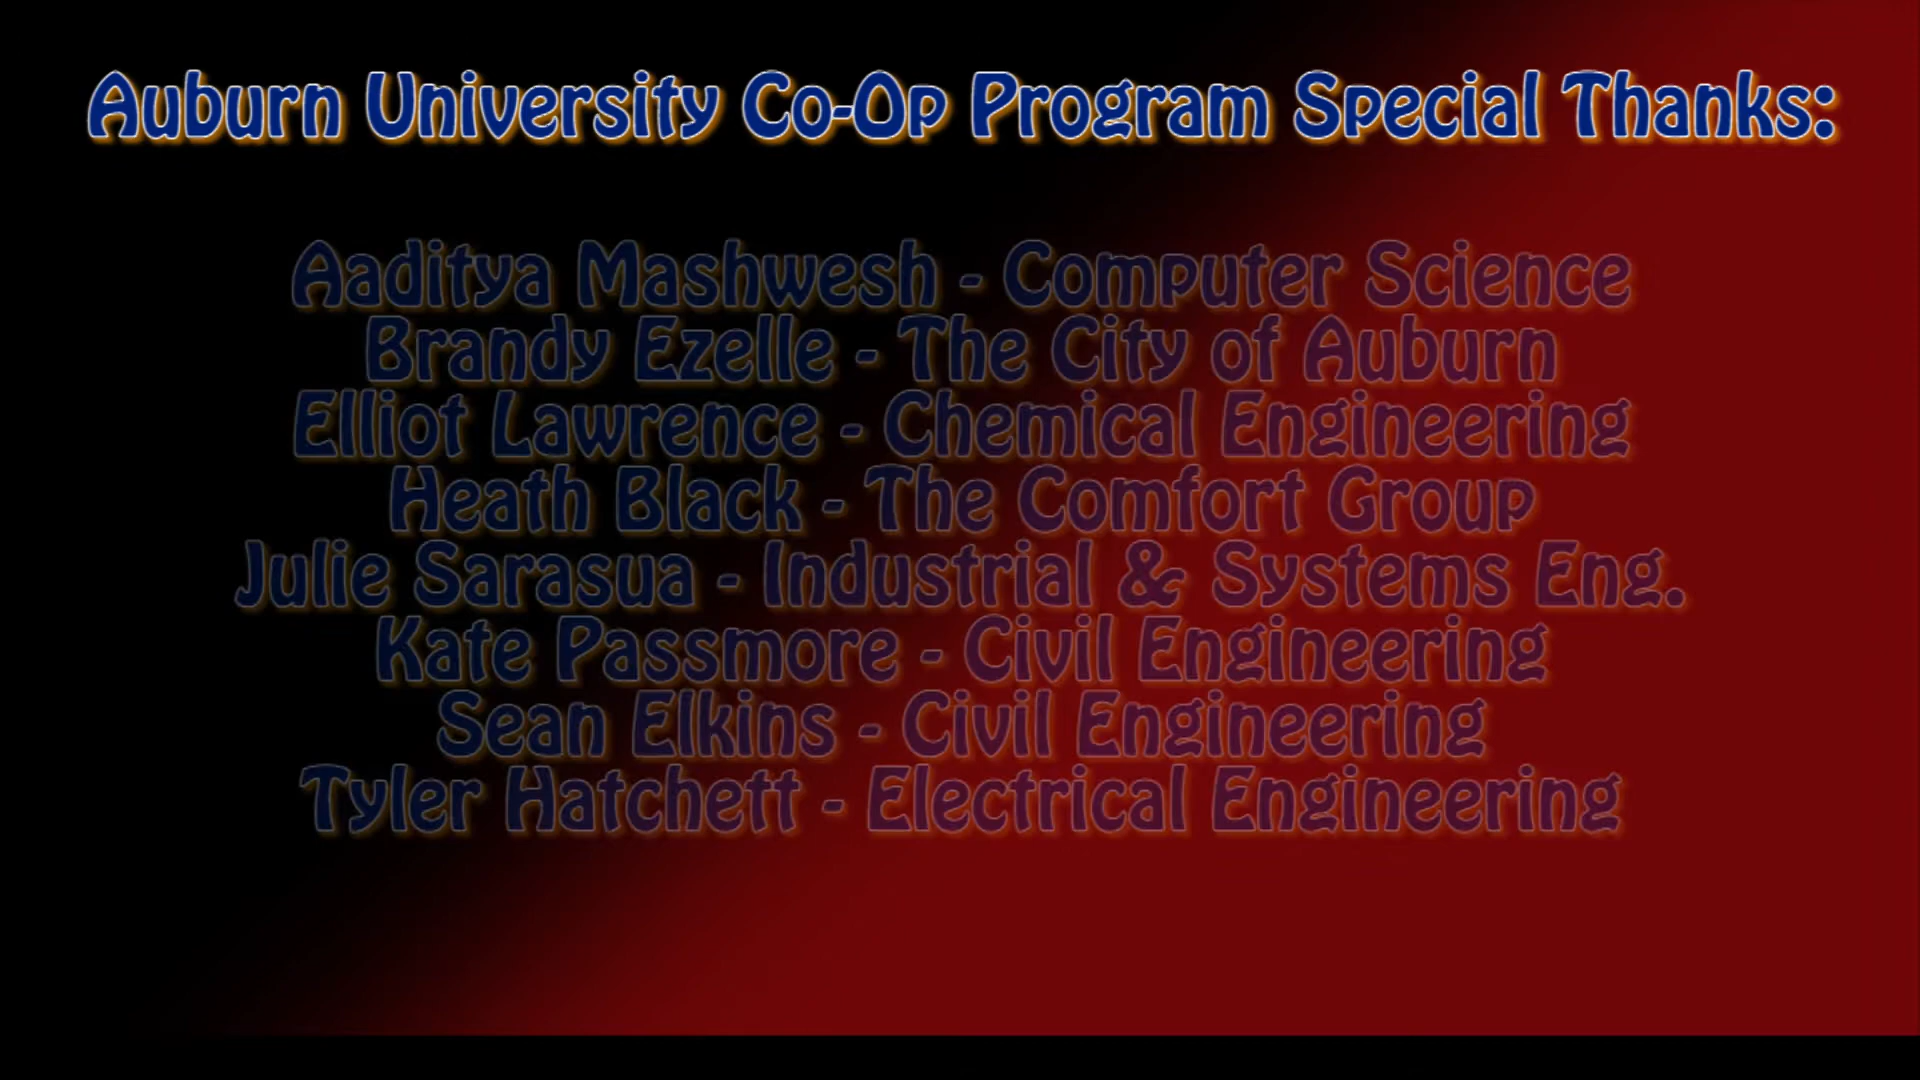 Auburn University Co-Op Program Special Thanks:
Aaditya Mashwesh - Computer Science
Brandy Ezelle - The City of Auburn
Elliot Lawrence - Chemical Engineering
Heath Black - The Comfort Group
Julie Sarasua - Industrial & Systems Eng.
Kate Passmore - Civil Engineering
Sean Elkins - Civil Engineering
Tyler Hatchett - Electrical Engineering